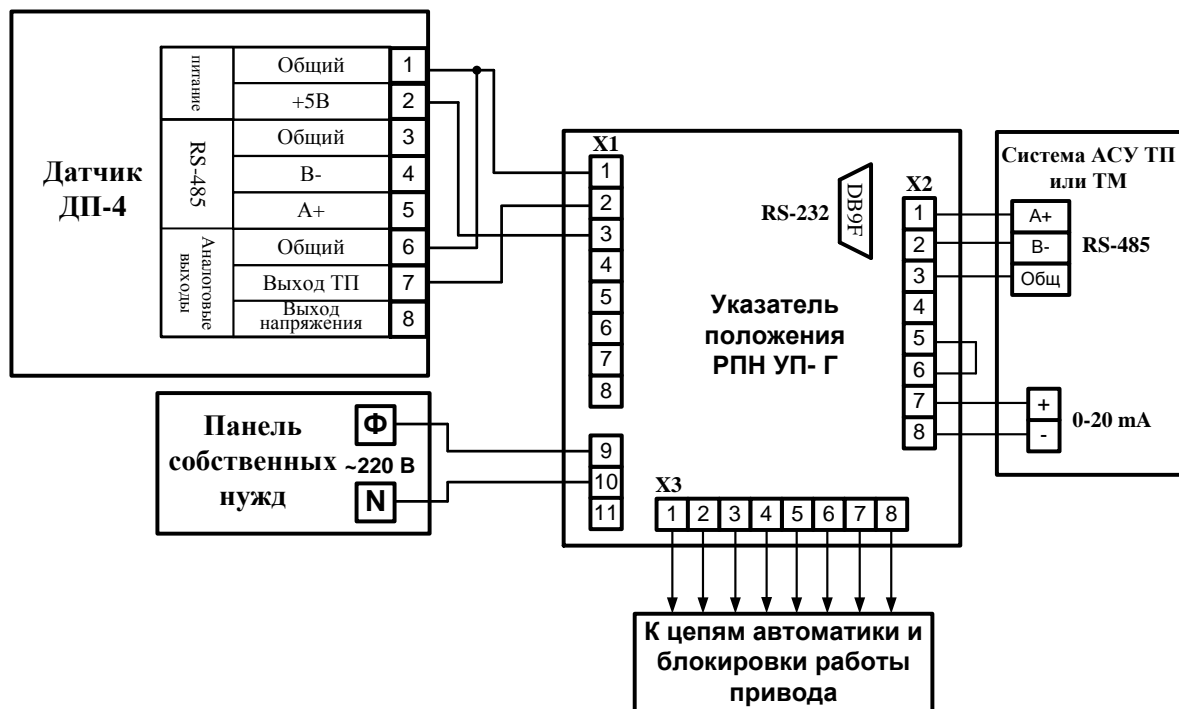 Датчик
ДП-4
питание
Общий
1
+5В
2
RS-485
Общий
3
В-
4
А+
5
Аналоговые
выходы
Общий
6
Выход ТП
7
Выход
напряжения
8
Панель
собственных
нужд
Ф
~220 В
N
X1
1
2
3
4
5
6
7
8
9
10
11
RS-232
DB9F
Указатель
положения
РПН УП- Г
X2
1
2
3
4
5
6
7
8
X3
1 2 3 4 5 6 7 8
Система АСУ ТП
или ТМ
А+
В-
Общ
RS-485
+
-
0-20 mA
К цепям автоматики и
блокировки работы
привода